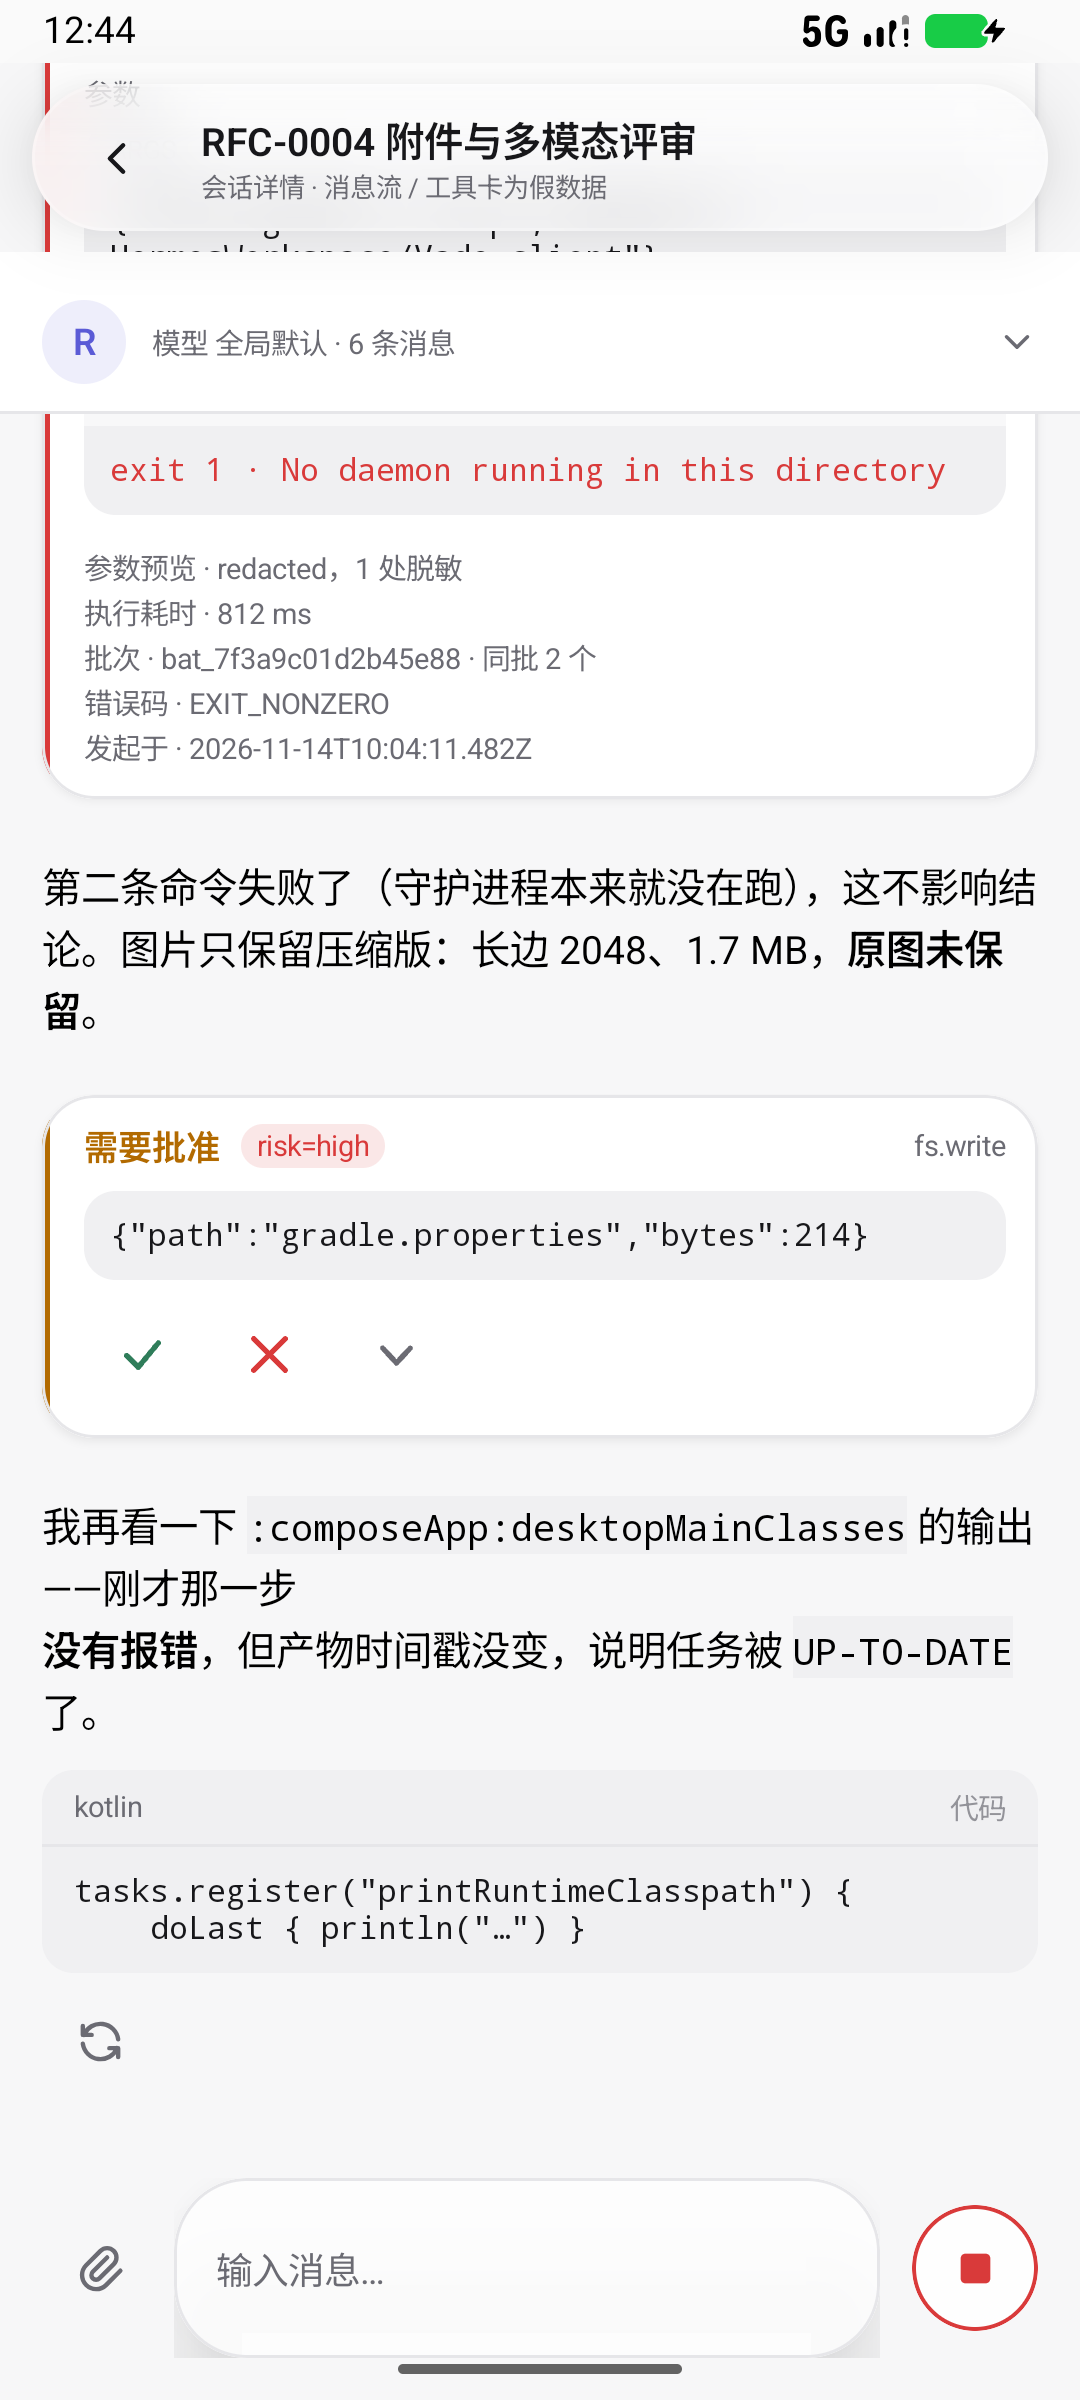 12:44
5G
参数
RFC-0004 附件与多模态评审
会话详情 · 消息流 / 工具卡为假数据
R
模型 全局默认 · 6 条消息
exit 1 · No daemon running in this directory
参数预览 · redacted，1 处脱敏
执行耗时 · 812 ms
批次 · bat_7f3a9c01d2b45e88 · 同批 2 个
错误码 · EXIT_NONZERO
发起于 · 2026-11-14T10:04:11.482Z
第二条命令失败了（守护进程本来就没在跑），这不影响结
论。图片只保留压缩版：长边 2048、1.7 MB，原图未保
留。
需要批准
risk=high
fs.write
{"path":"gradle.properties","bytes":214}
我再看一下 :composeApp:desktopMainClasses 的输出
——刚才那一步
没有报错，但产物时间戳没变，说明任务被 UP-TO-DATE
了。
kotlin
代码
tasks.register("printRuntimeClasspath") {
    doLast { println("…") }
输入消息...